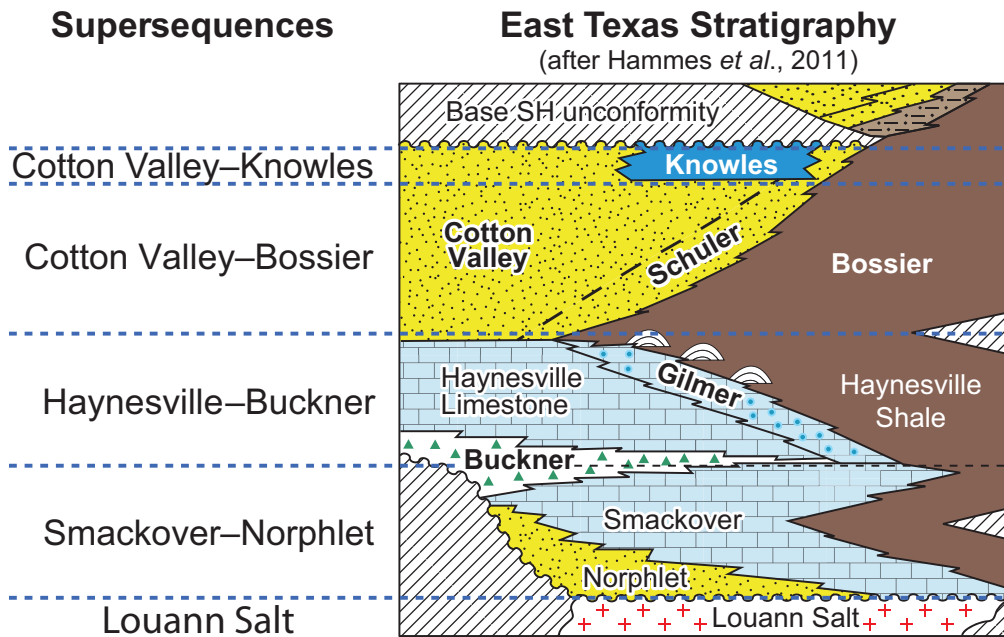 Supersequences
East Texas Stratigraphy
(after Hammes et al., 2011)
Base SH unconformity
Cotton Valley–Knowles
Knowles
Cotton Valley–Bossier
Cotton
Valley
Schuler
Bossier
Haynesville–Buckner
Haynesville
Limestone
Gilmer
Haynesville
Shale
Buckner
Smackover–Norphlet
Smackover
Norphlet
Louann Salt
Louann Salt